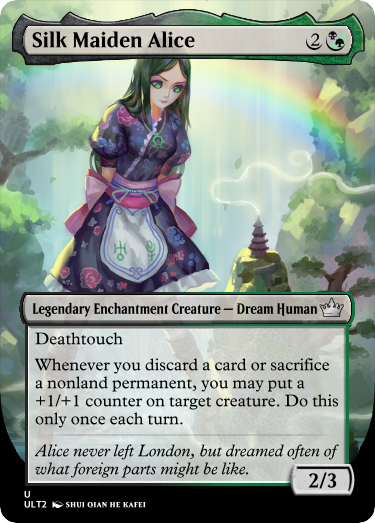 Silk Maiden Alice 2
Legendary Enchantment Creature — Dream Human
Deathtouch
Whenever you discard a card or sacrifice
a nonland permanent, you may put a
+1/+1 counter on target creature. Do this
only once each turn.
Alice never left London, but dreamed often of
what foreign parts might be like.
2/3
U
ULT2 SHUI QIAN HE KAFEI